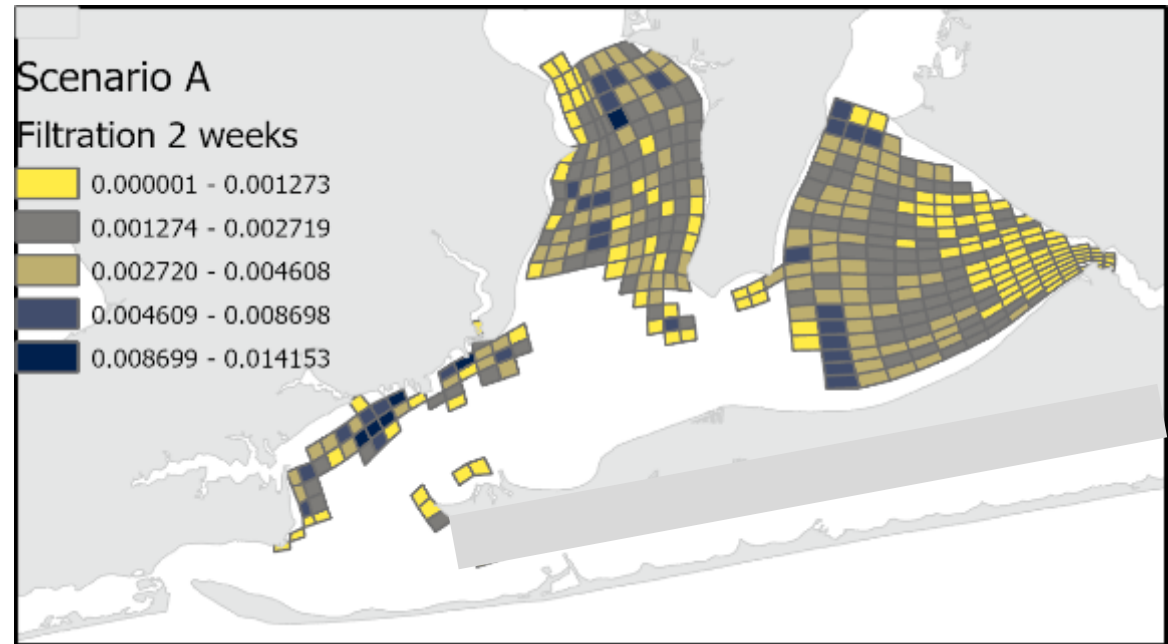 Scenario A
Filtration 2 weeks
0.000001 - 0.001273
0.001274 - 0.002719
0.002720 - 0.004608
0.004609 - 0.008698
0.008699 - 0.014153